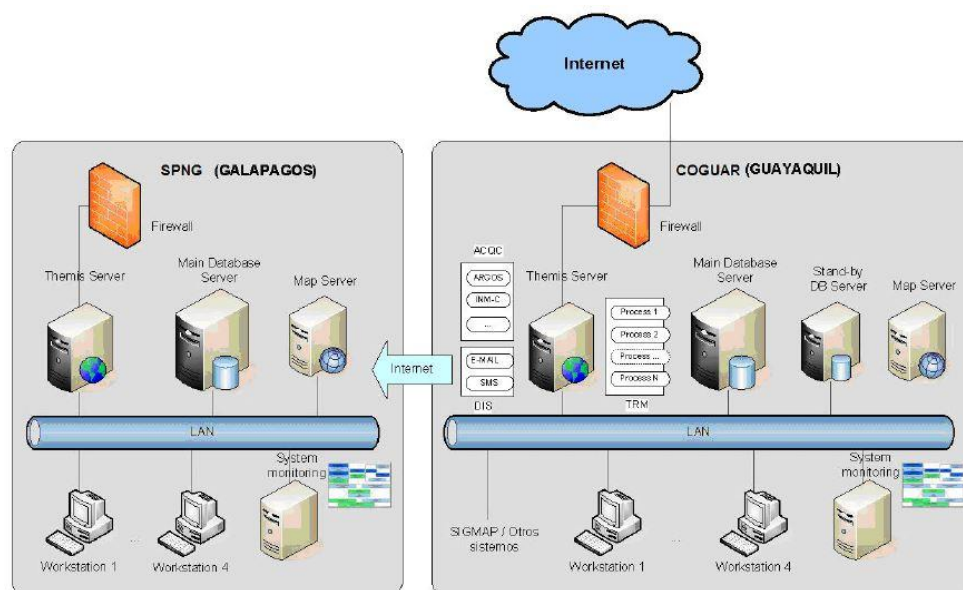 Internet
SPNG (GALAPAGOS)
Firewall
Themis Server
Main Database
Server
Map Server
LAN
System
monitoring
Workstation 1
...
Workstation 4
Internet
COGUAR (GUAYAQUIL)
Firewall
ACQC
ARGOS
INM-C
...
E-MAIL
SMS
DIS
Themis Server
Process 1
Process 2
Process ...
Process N
TRM
Main Database
Server
Stand-by
DB Server
Map Server
LAN
SIGMAP / Otros
sistemos
System
monitoring
Workstation 1
...
Workstation 4